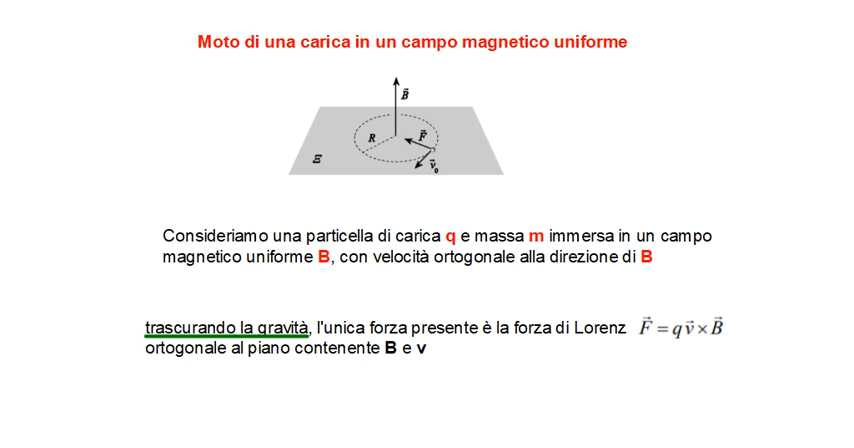 Moto di una carica in un campo magnetico uniforme
B⃗
R
F⃗
Ξ
v⃗₀
Consideriamo una particella di carica q e massa m immersa in un campo
magnetico uniforme B, con velocità ortogonale alla direzione di B
trascurando la gravità, l'unica forza presente è la forza di Lorenz F⃗ = qv⃗ × B⃗
ortogonale al piano contenente B e v